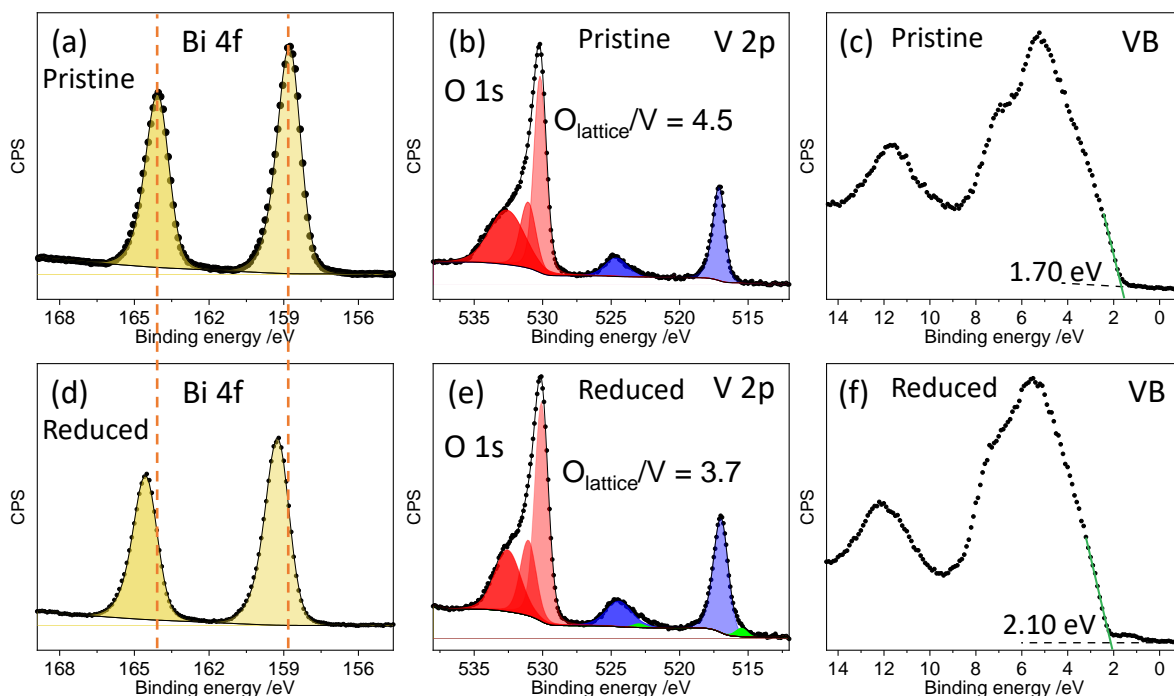 (a) Bi 4f
Pristine
CPS
168 165 162 159 156
Binding energy /eV
(b) Pristine V 2p
O 1s
Olattice/V = 4.5
CPS
535 530 525 520 515
Binding energy /eV
(c) Pristine VB
1.70 eV
CPS
14 12 10 8 6 4 2 0
Binding energy /eV
(d) Bi 4f
Reduced
CPS
168 165 162 159 156
Binding energy /eV
(e) Reduced V 2p
O 1s
Olattice/V = 3.7
CPS
535 530 525 520 515
Binding energy /eV
(f) Reduced VB
2.10 eV
CPS
14 12 10 8 6 4 2 0
Binding energy /eV